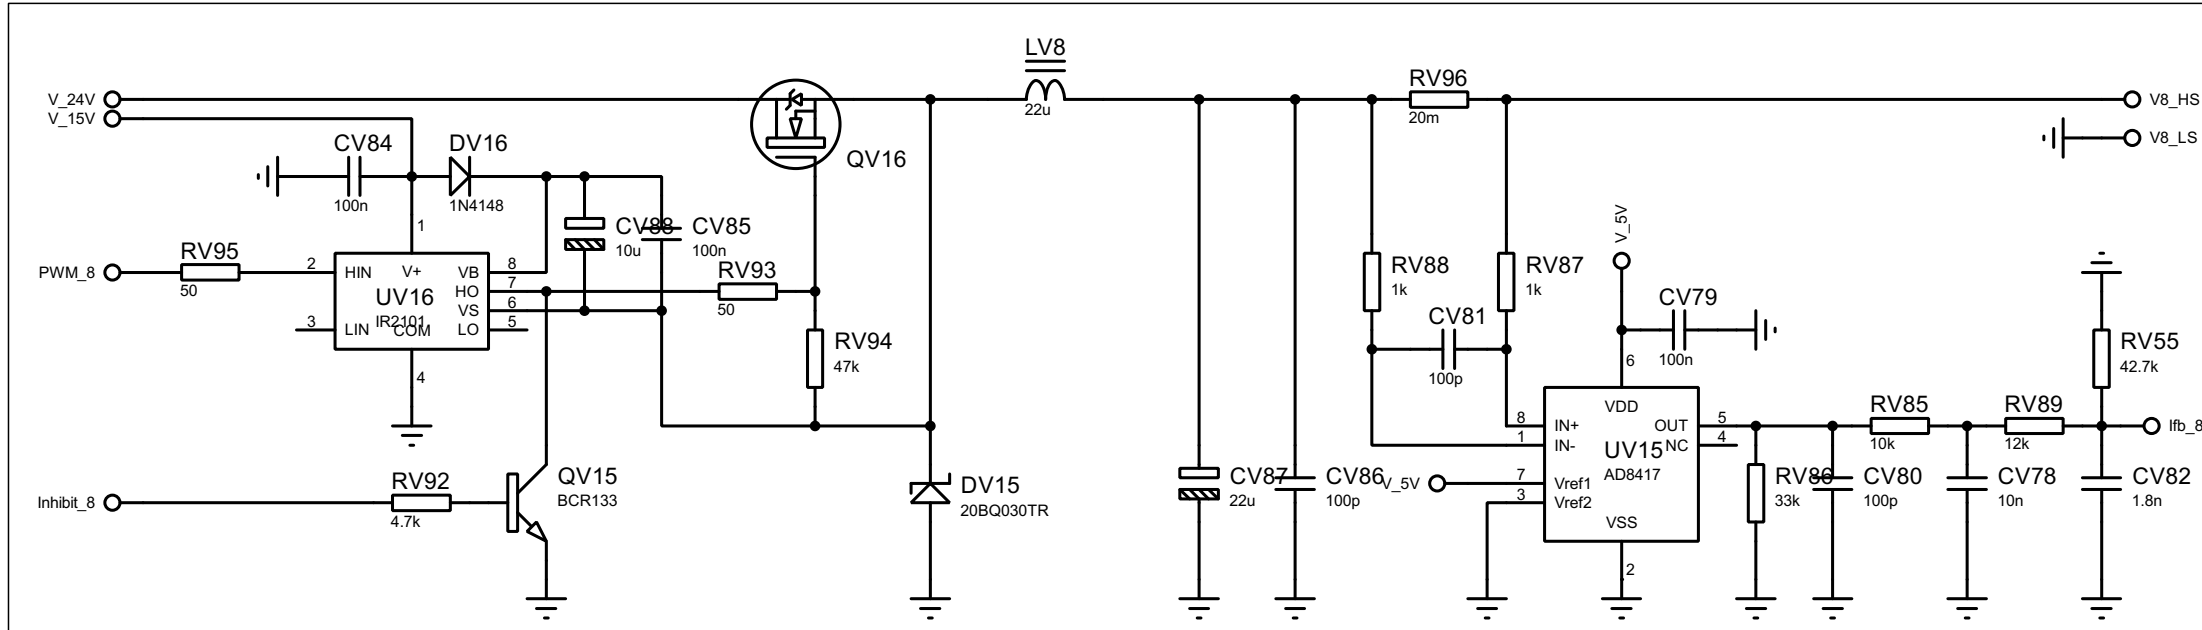 LV8
22u
V_24V
V_15V
RV96
20m
V8_HS
V8_LS
CV84
100n
DV16
1N4148
QV16
1
CV88
10u
CV85
100n
V_5V
PWM_8
RV95
50
2
HIN
V+
VB
8
HO
7
VS
6
UV16
IR2101
3
LIN
COM
LO
5
4
RV93
50
RV94
47k
RV88
1k
RV87
1k
CV81
100p
CV79
100n
6
RV55
42.7k
Inhibit_8
RV92
4.7k
QV15
BCR133
DV15
20BQ030TR
CV87
22u
CV86
100p
V_5V
8
IN+
1
IN-
7
Vref1
3
Vref2
VDD
UV15
AD8417
VSS
OUT
5
NC
4
2
RV86
33k
CV80
100p
RV85
10k
CV78
10n
RV89
12k
CV82
1.8n
Ifb_8